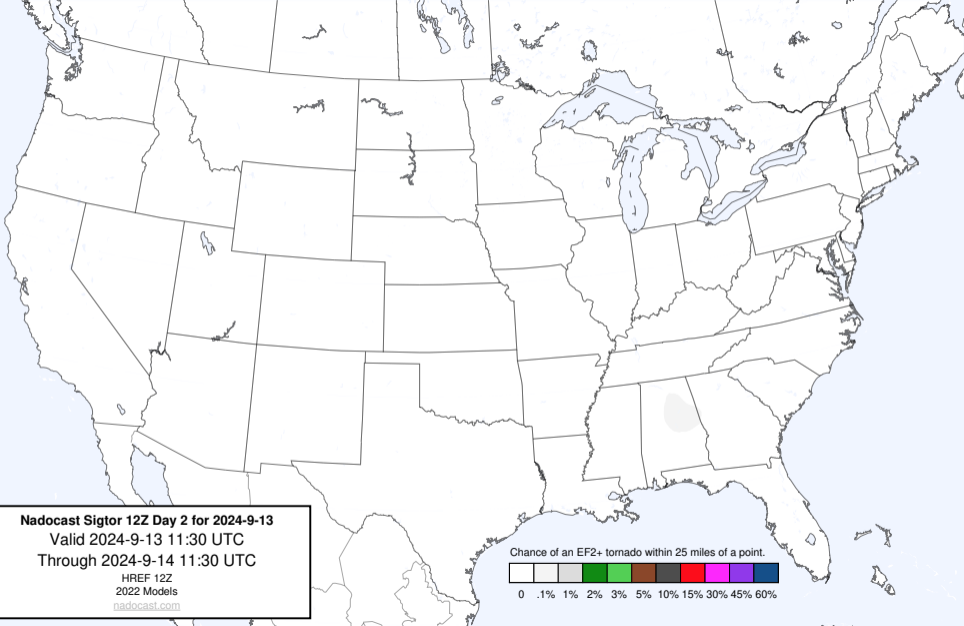 Nadocast Sigtor 12Z Day 2 for 2024-9-13
Valid 2024-9-13 11:30 UTC
Through 2024-9-14 11:30 UTC
HREF 12Z
2022 Models
nadocast.com
Chance of an EF2+ tornado within 25 miles of a point.
0 .1% 1% 2% 3% 5% 10% 15% 30% 45% 60%